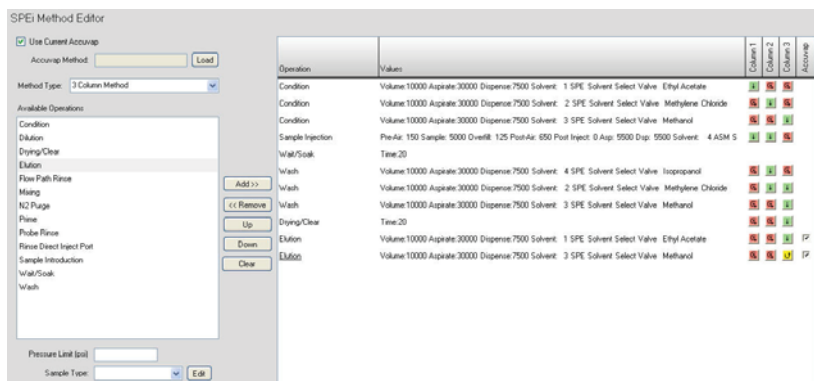 SPEi Method Editor
Use Current Accuvap
Accuvap Method:
Load
Method Type: 3 Column Method
Available Operations
Condition
Dilution
Drying/Clear
Elution
Flow Path Rinse
Mixing
N2 Purge
Prime
Probe Rinse
Rinse Direct Inject Port
Sample Introduction
Wait/Soak
Wash
Add >>
<< Remove
Up
Down
Clear
Pressure Limit (psi)
Sample Type:
Edit
Operation Values Column 1 Column 2 Column 3 Accuvap
Condition Volume:10000 Aspirate:30000 Dispense:7500 Solvent: 1 SPE Solvent Select Valve Ethyl Acetate
Condition Volume:10000 Aspirate:30000 Dispense:7500 Solvent: 2 SPE Solvent Select Valve Methylene Chloride
Condition Volume:10000 Aspirate:30000 Dispense:7500 Solvent: 3 SPE Solvent Select Valve Methanol
Sample Injection Pre-Air: 150 Sample: 5000 Overfill: 125 Post-Air: 650 Post Inject: 0 Asp: 5500 Dsp: 5500 Solvent: 4 ASM S
Wait/Soak Time:20
Wash Volume:10000 Aspirate:30000 Dispense:7500 Solvent: 4 SPE Solvent Select Valve Isopropanol
Wash Volume:10000 Aspirate:30000 Dispense:7500 Solvent: 2 SPE Solvent Select Valve Methylene Chloride
Wash Volume:10000 Aspirate:30000 Dispense:7500 Solvent: 3 SPE Solvent Select Valve Methanol
Drying/Clear Time:20
Elution Volume:10000 Aspirate:30000 Dispense:7500 Solvent: 1 SPE Solvent Select Valve Ethyl Acetate
Elution Volume:10000 Aspirate:30000 Dispense:7500 Solvent: 3 SPE Solvent Select Valve Methanol